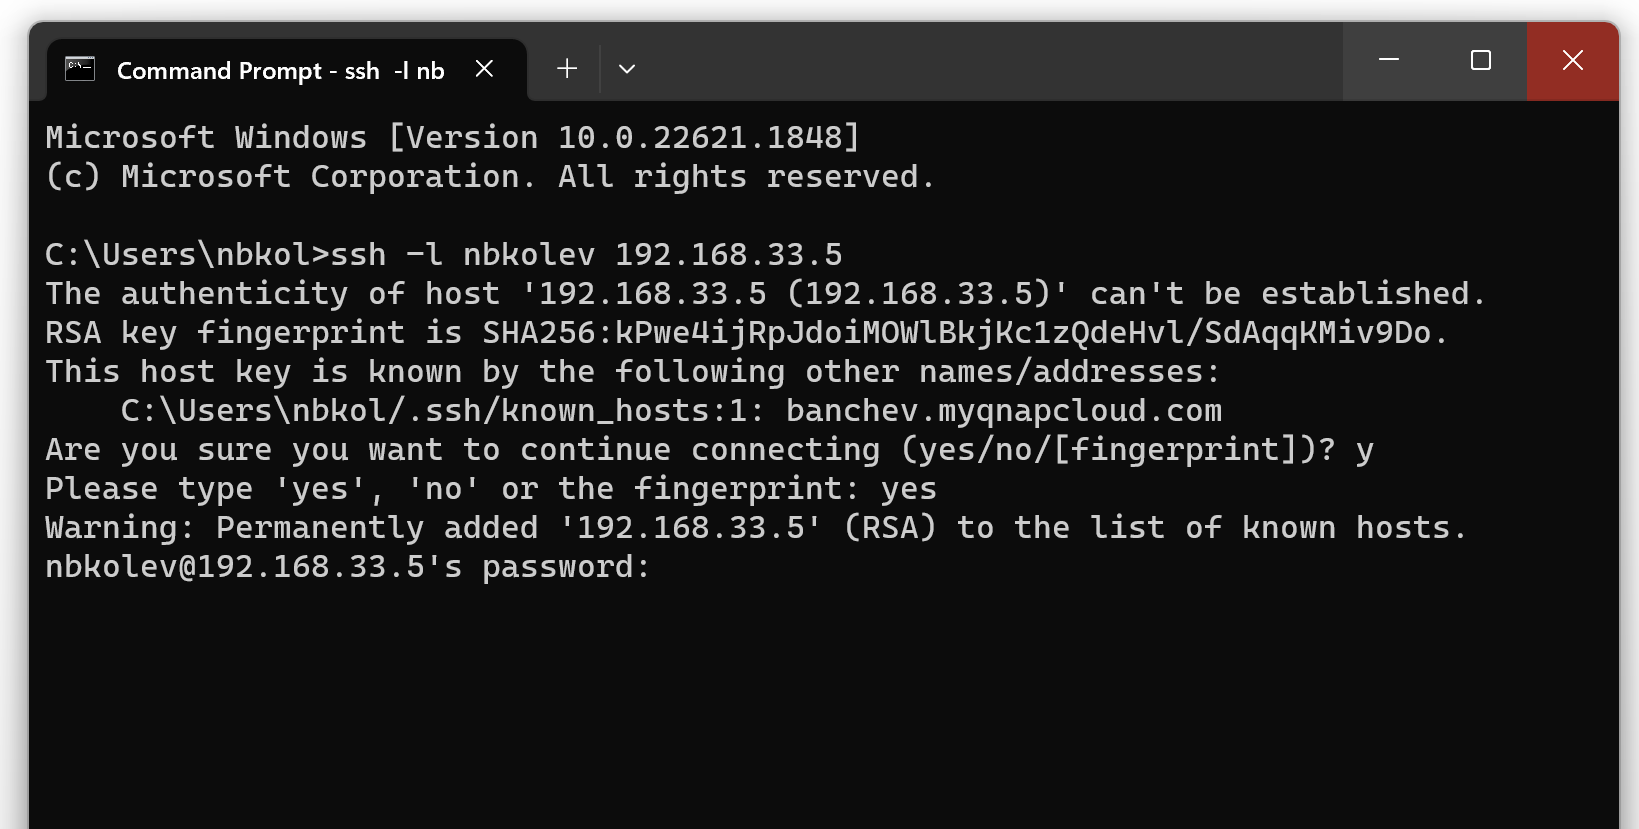 Command Prompt - ssh  -l nb
Microsoft Windows [Version 10.0.22621.1848]
(c) Microsoft Corporation. All rights reserved.
C:\Users\nbkol>ssh -l nbkolev 192.168.33.5
The authenticity of host '192.168.33.5 (192.168.33.5)' can't be established.
RSA key fingerprint is SHA256:kPwe4ijRpJdoiMOWlBkjKc1zQdeHvl/SdAqqKMiv9Do.
This host key is known by the following other names/addresses:
    C:\Users\nbkol/.ssh/known_hosts:1: banchev.myqnapcloud.com
Are you sure you want to continue connecting (yes/no/[fingerprint])? y
Please type 'yes', 'no' or the fingerprint: yes
Warning: Permanently added '192.168.33.5' (RSA) to the list of known hosts.
nbkolev@192.168.33.5's password: